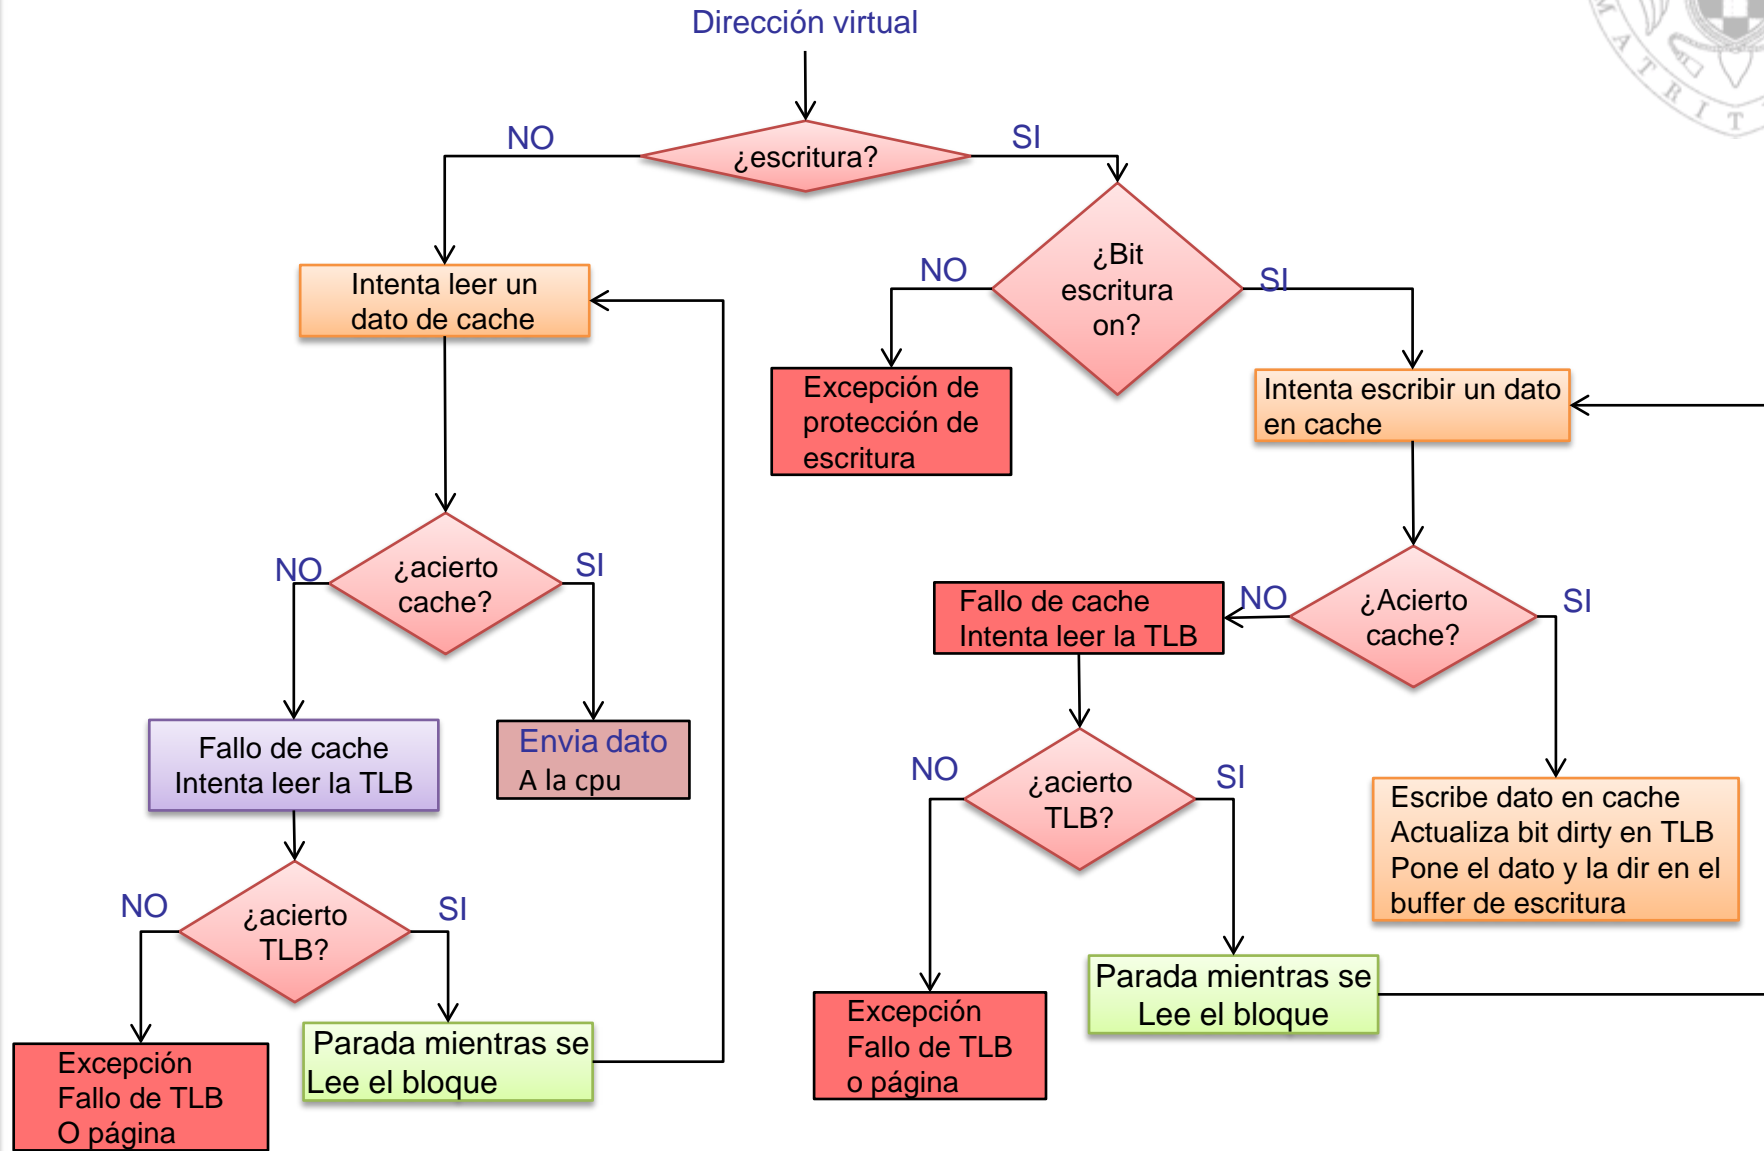 Dirección virtual
NO
¿escritura?
SI
Intenta leer un
dato de cache
NO
¿Bit
escritura
on?
SI
Excepción de
protección de
escritura
Intenta escribir un dato
en cache
NO
¿acierto
cache?
SI
Fallo de cache
Intenta leer la TLB
NO
¿Acierto
cache?
SI
Fallo de cache
Intenta leer la TLB
Envia dato
A la cpu
NO
¿acierto
TLB?
SI
Escribe dato en cache
Actualiza bit dirty en TLB
Pone el dato y la dir en el
buffer de escritura
NO
¿acierto
TLB?
SI
Parada mientras se
Lee el bloque
Excepción
Fallo de TLB
o página
Parada mientras se
Lee el bloque
Excepción
Fallo de TLB
O página
M A T R I T